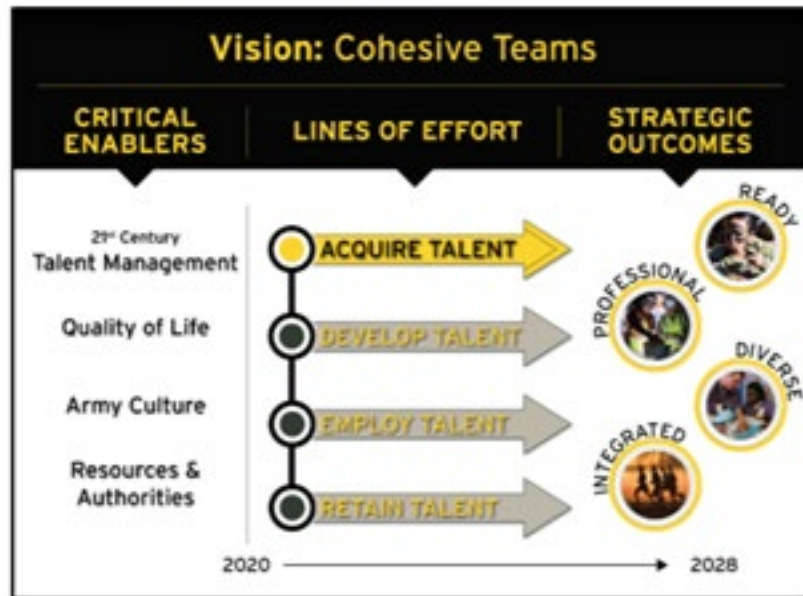 Vision: Cohesive Teams
CRITICAL
ENABLERS
LINES OF EFFORT
STRATEGIC
OUTCOMES
21st Century
Talent Management
Quality of Life
Army Culture
Resources &
Authorities
ACQUIRE TALENT
DEVELOP TALENT
EMPLOY TALENT
RETAIN TALENT
READY
PROFESSIONAL
DIVERSE
INTEGRATED
2020
2028